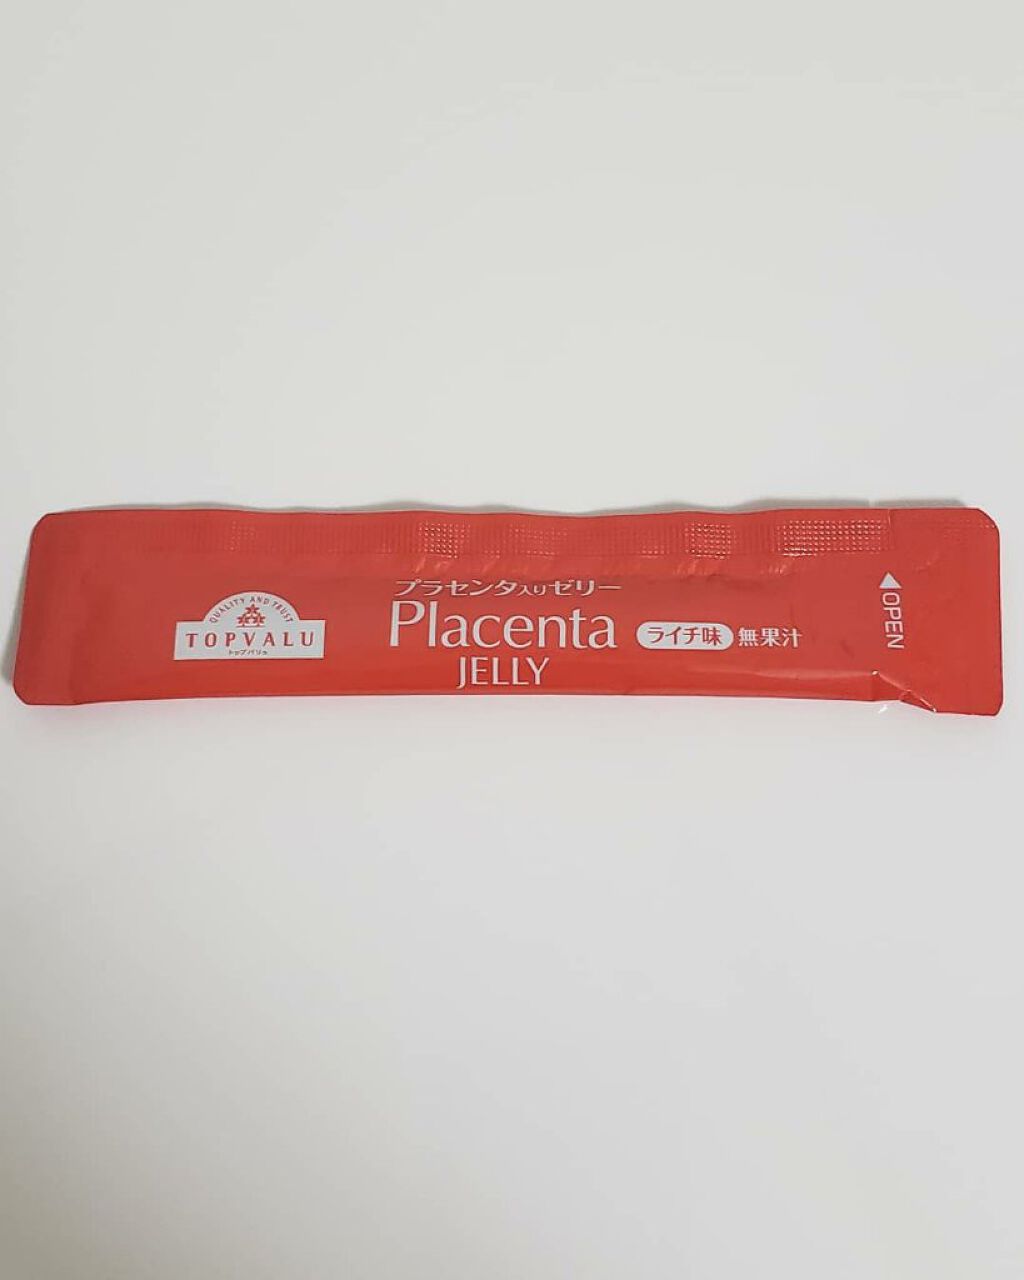 QUALITY AND TRUST
TOPVALU
トップバリュ
プラセンタ入りゼリー
Placenta
JELLY
ライチ味 無果汁
◀OPEN